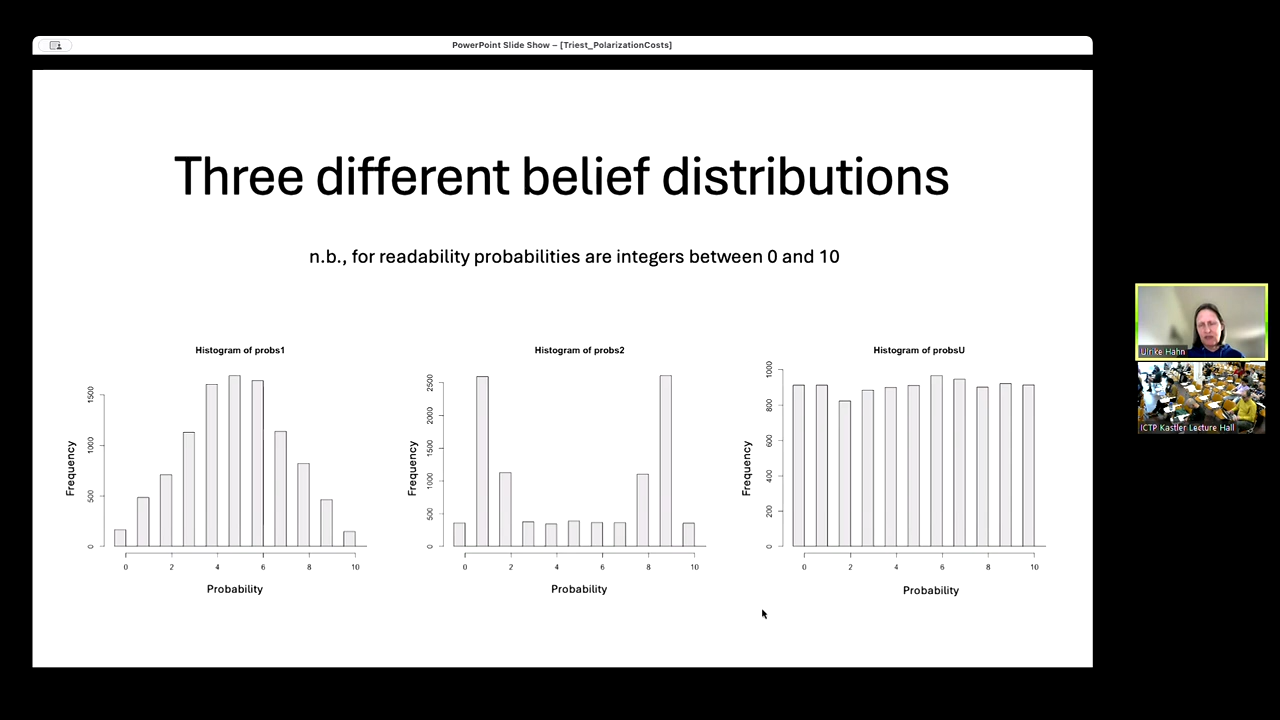 PowerPoint Slide Show – [Triest_PolarizationCosts]
Three different belief distributions
n.b., for readability probabilities are integers between 0 and 10
Histogram of probs1
Frequency
0 500 1000 1500
0 2 4 6 8 10
Probability
Histogram of probs2
Frequency
0 500 1000 1500 2000 2500
0 2 4 6 8 10
Probability
Histogram of probsU
Frequency
0 200 400 600 800 1000
0 2 4 6 8 10
Probability
Ulrike Hahn
ICTP Kastler Lecture Hall